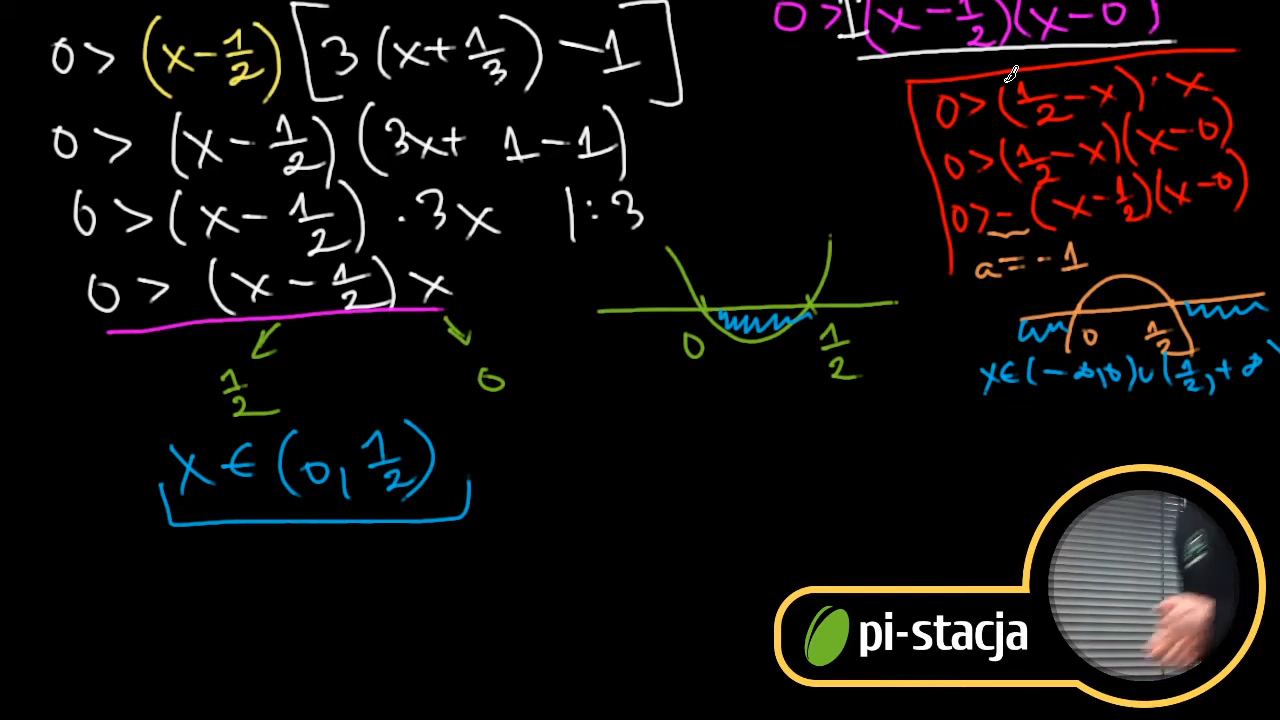 0 > (x - 1/2) [3 (x + 1/3) - 1]
0 > (x - 1/2) (3x + 1 - 1)
0 > (x - 1/2) · 3x |: 3
0 > (x - 1/2) x
1/2 0
x ∈ (0, 1/2)
0 1/2
0 > 1 (x - 1/2)(x - 0)
0 > (1/2 - x) · x
0 > (1/2 - x)(x - 0)
0 > - (x - 1/2)(x - 0)
a = -1
0 1/2
x ∈ (-∞, 0) ∪ (1/2, +∞)
pi-stacja